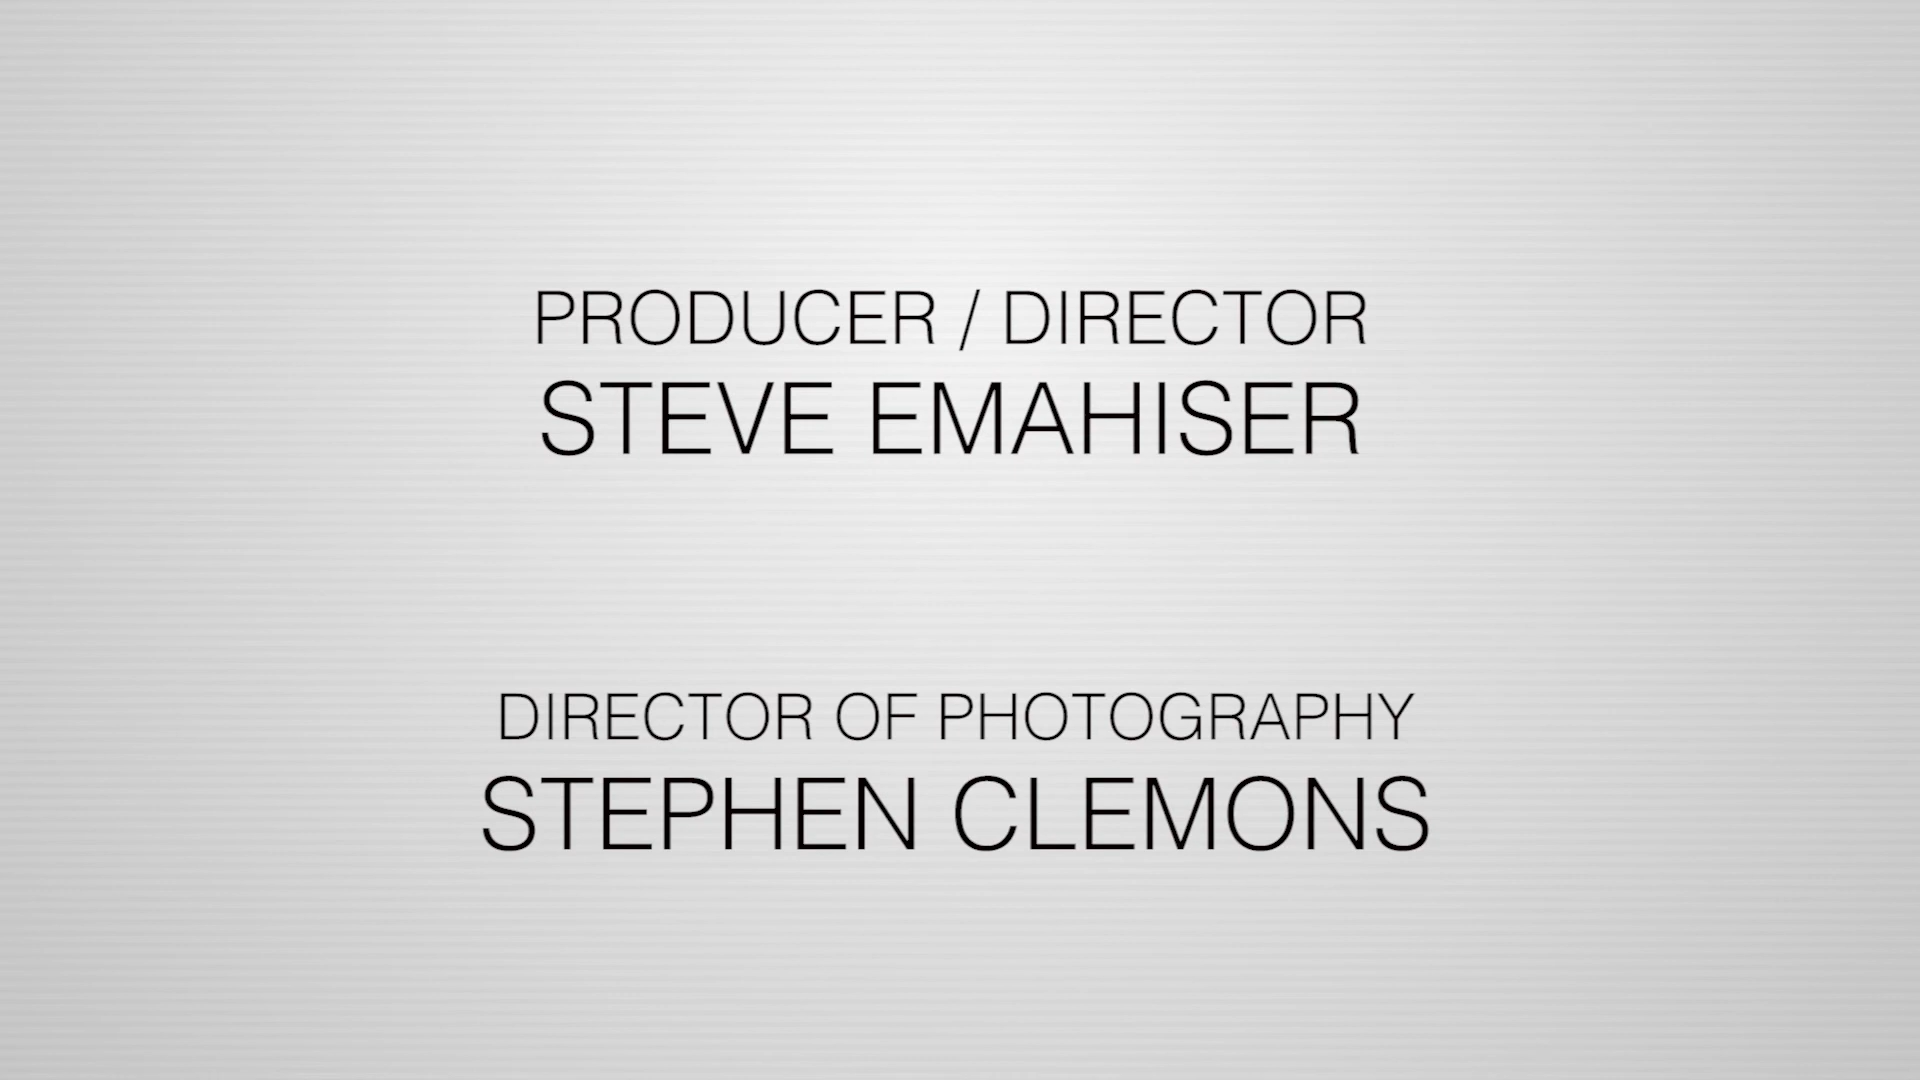 PRODUCER / DIRECTOR
STEVE EMAHISER
DIRECTOR OF PHOTOGRAPHY
STEPHEN CLEMONS